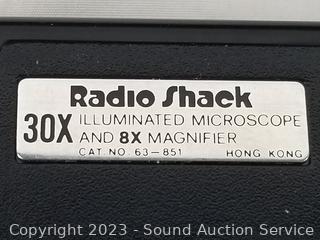 Radio Shack
30X ILLUMINATED MICROSCOPE
AND 8X MAGNIFIER
CAT. NO. 63-851 HONG KONG
Copyright © 2023 - Sound Auction Service